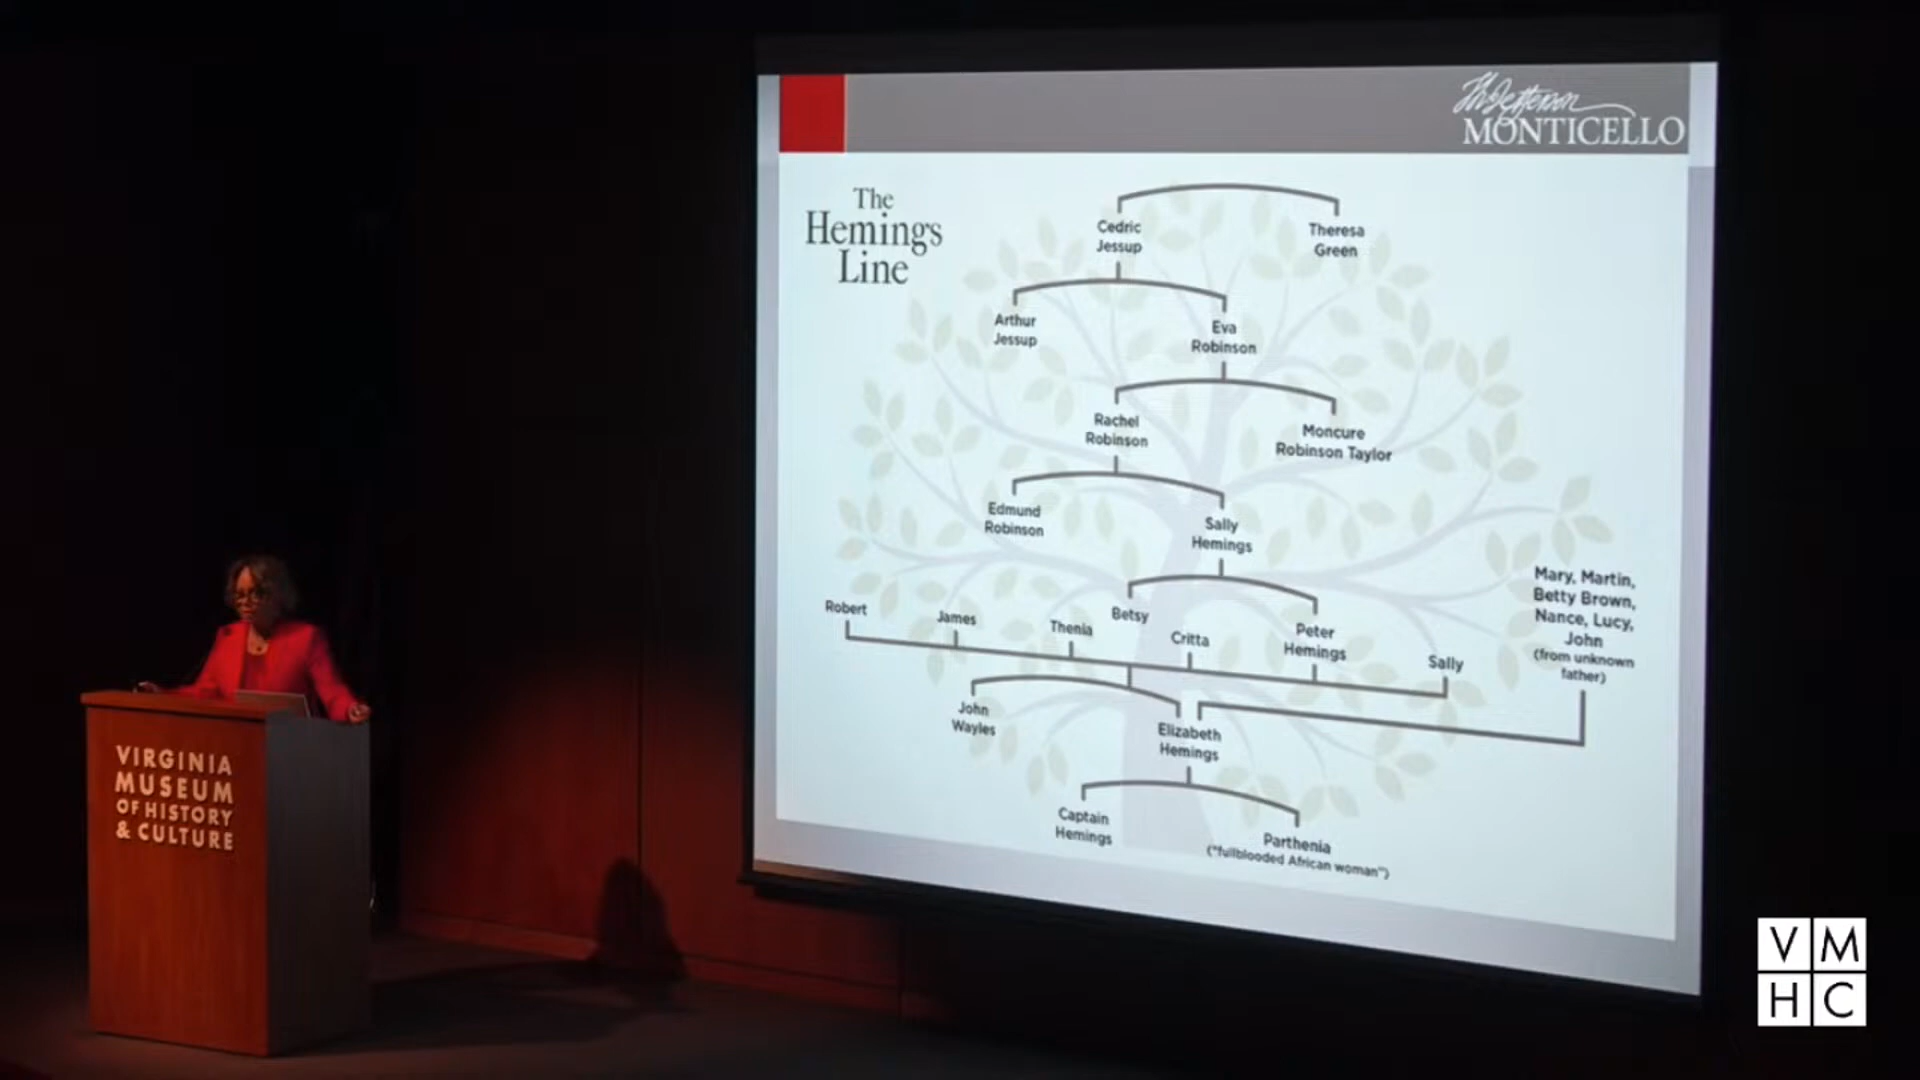 Th Jefferson
MONTICELLO
The
Hemings
Line
Cedric
Jessup
Theresa
Green
Arthur
Jessup
Eva
Robinson
Rachel
Robinson
Moncure
Robinson Taylor
Edmund
Robinson
Sally
Hemings
Mary, Martin,
Betty Brown,
Nance, Lucy,
John
(from unknown
father)
Robert
James
Thenia
Betsy
Critta
Peter
Hemings
Sally
John
Wayles
Elizabeth
Hemings
Captain
Hemings
Parthenia
("fullblooded African woman")
VIRGINIA
MUSEUM
OF HISTORY
& CULTURE
VM
HC